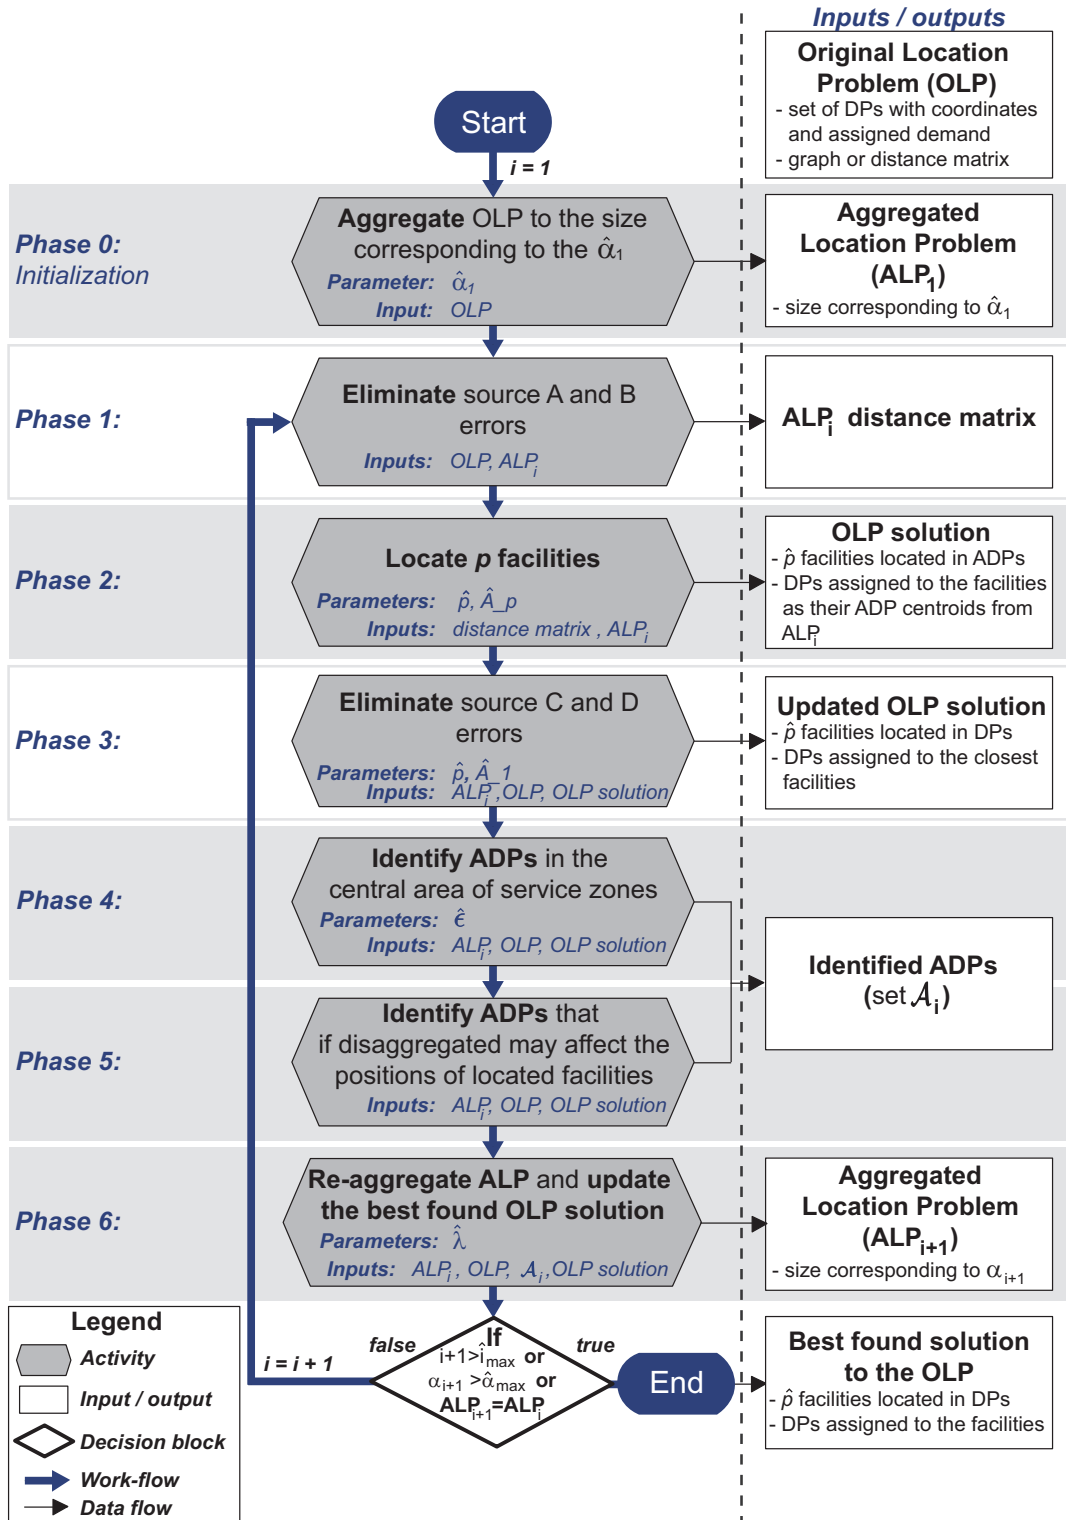 Inputs / outputs
Original Location
Problem (OLP)
- set of DPs with coordinates
and assigned demand
- graph or distance matrix
Start
i = 1
Phase 0:
Initialization
Aggregate OLP to the size
corresponding to the α̂₁
Parameter: α̂₁
Input: OLP
Aggregated
Location Problem
(ALP₁)
- size corresponding to α̂₁
Phase 1:
Eliminate source A and B
errors
Inputs: OLP, ALPᵢ
ALPᵢ distance matrix
Phase 2:
Locate p facilities
Parameters: p̂, Â_p
Inputs: distance matrix , ALPᵢ
OLP solution
- p̂ facilities located in ADPs
- DPs assigned to the facilities
as their ADP centroids from
ALPᵢ
Phase 3:
Eliminate source C and D
errors
Parameters: p̂, Â_1
Inputs: ALPᵢ ,OLP, OLP solution
Updated OLP solution
- p̂ facilities located in DPs
- DPs assigned to the closest
facilities
Phase 4:
Identify ADPs in the
central area of service zones
Parameters: ϵ̂
Inputs: ALPᵢ, OLP, OLP solution
Identified ADPs
(set 𝒜ᵢ)
Phase 5:
Identify ADPs that
if disaggregated may affect the
positions of located facilities
Inputs: ALPᵢ, OLP, OLP solution
Phase 6:
Re-aggregate ALP and update
the best found OLP solution
Parameters: λ̂
Inputs: ALPᵢ , OLP, 𝒜ᵢ,OLP solution
Aggregated
Location Problem
(ALPᵢ₊₁)
- size corresponding to αᵢ₊₁
If
i+1>î_max or
αᵢ₊₁ >α̂_max or
ALPᵢ₊₁=ALPᵢ
false
true
i = i + 1
End
Best found solution
to the OLP
- p̂ facilities located in DPs
- DPs assigned to the facilities
Legend
Activity
Input / output
Decision block
Work-flow
Data flow